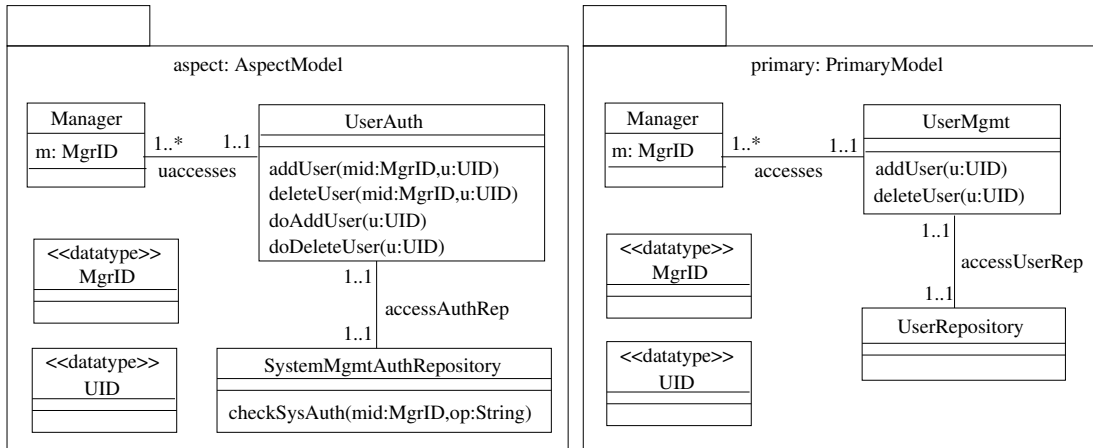 aspect: AspectModel
Manager
m: MgrID
1..*
1..1
uaccesses
UserAuth
addUser(mid:MgrID,u:UID)
deleteUser(mid:MgrID,u:UID)
doAddUser(u:UID)
doDeleteUser(u:UID)
<<datatype>>
MgrID
1..1
accessAuthRep
1..1
<<datatype>>
UID
SystemMgmtAuthRepository
checkSysAuth(mid:MgrID,op:String)
primary: PrimaryModel
Manager
m: MgrID
1..*
1..1
accesses
UserMgmt
addUser(u:UID)
deleteUser(u:UID)
<<datatype>>
MgrID
1..1
accessUserRep
1..1
UserRepository
<<datatype>>
UID